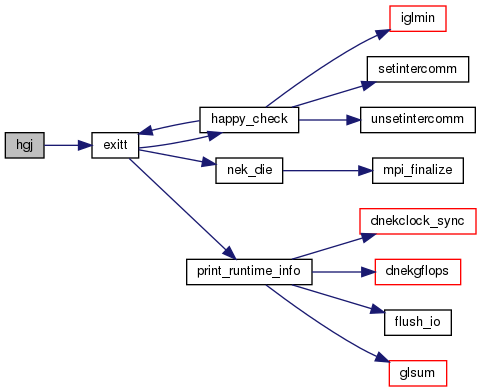 hgj
exitt
happy_check
iglmin
setintercomm
unsetintercomm
nek_die
mpi_finalize
print_runtime_info
dnekclock_sync
dnekgflops
flush_io
glsum